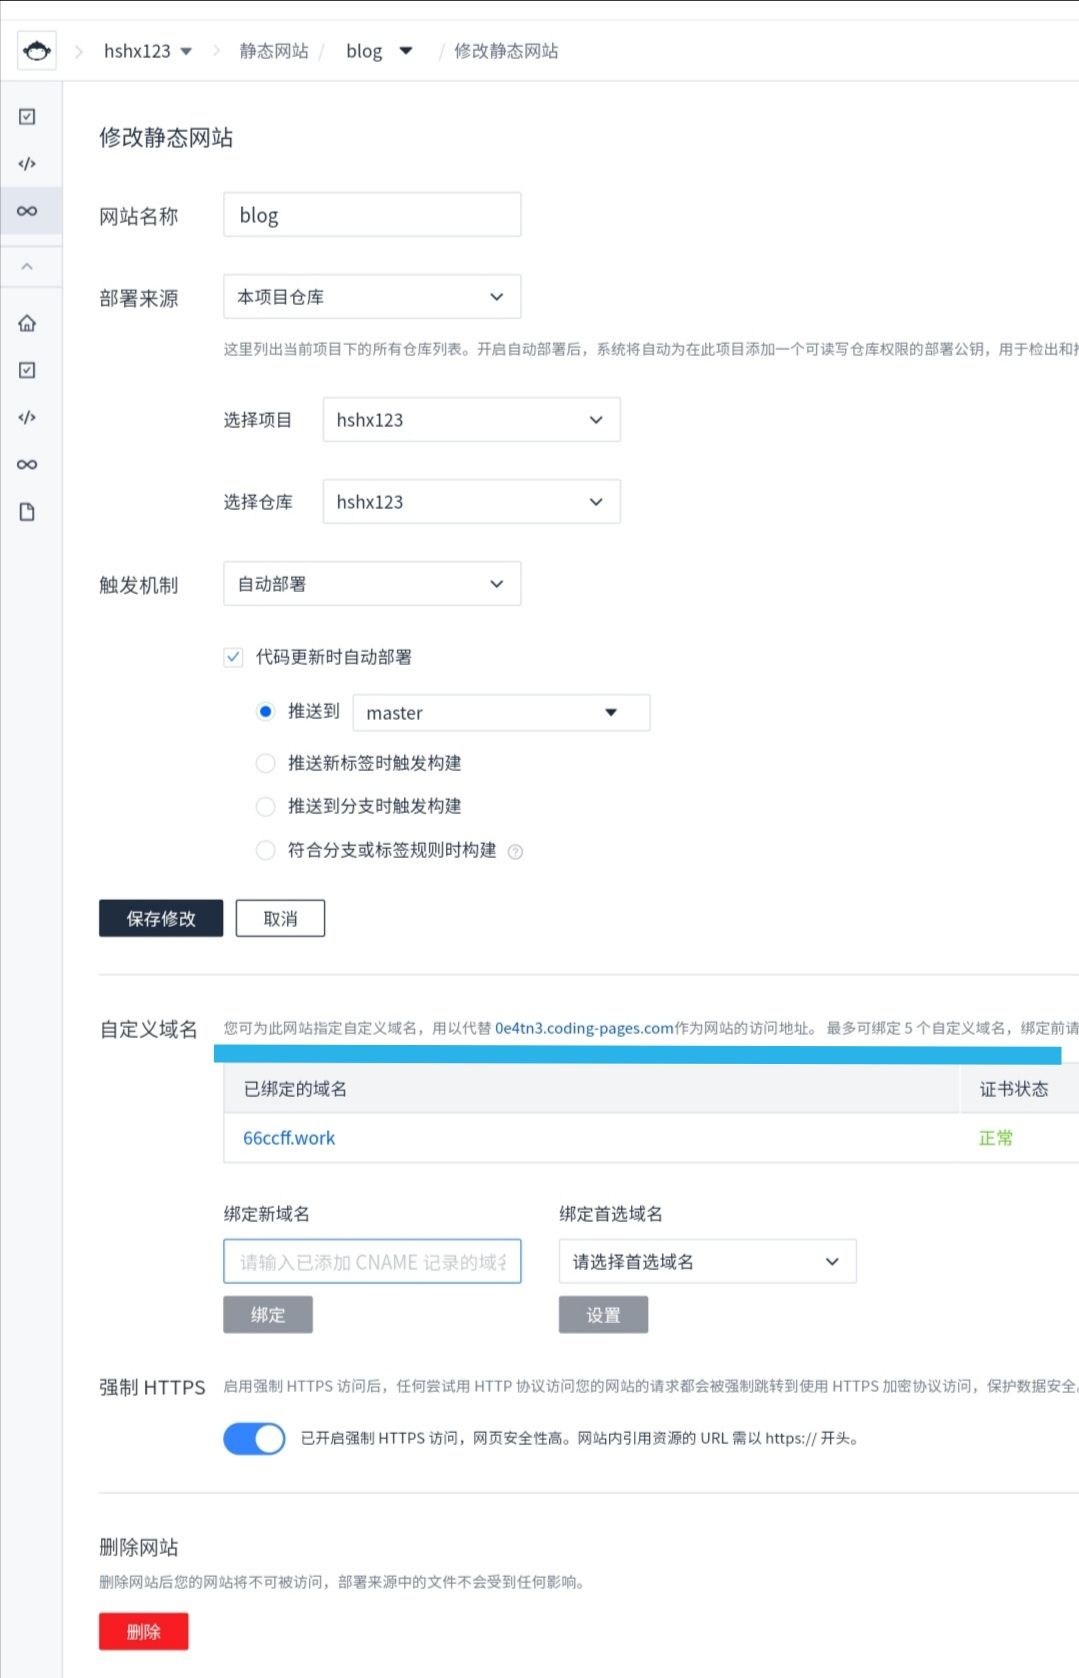 hshx123 静态网站 / blog / 修改静态网站
修改静态网站
网站名称 blog
部署来源 本项目仓库
这里列出当前项目下的所有仓库列表。开启自动部署后，系统将自动为在此项目添加一个可读写仓库权限的部署公钥，用于检出和
选择项目 hshx123
选择仓库 hshx123
触发机制 自动部署
代码更新时自动部署
推送到 master
推送新标签时触发构建
推送到分支时触发构建
符合分支或标签规则时构建 ?
保存修改 取消
自定义域名 您可为此网站指定自定义域名，用以代替 0e4tn3.coding-pages.com作为网站的访问地址。 最多可绑定 5 个自定义域名，绑定前请
已绑定的域名 证书状态
66ccff.work 正常
绑定新域名 绑定首选域名
请输入已添加 CNAME 记录的域名 请选择首选域名
绑定 设置
强制 HTTPS 启用强制 HTTPS 访问后，任何尝试用 HTTP 协议访问您的网站的请求都会被强制跳转到使用 HTTPS 加密协议访问，保护数据安全。
已开启强制 HTTPS 访问，网页安全性高。网站内引用资源的 URL 需以 https:// 开头。
删除网站
删除网站后您的网站将不可被访问，部署来源中的文件不会受到任何影响。
删除